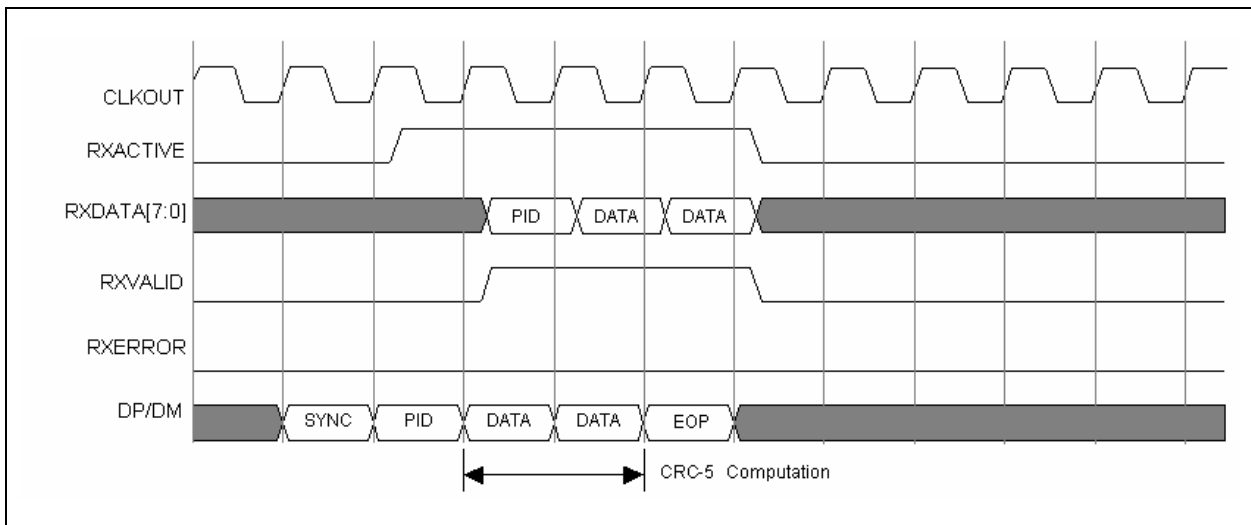 CLKOUT
RXACTIVE
RXDATA[7:0] PID DATA DATA
RXVALID
RXERROR
DP/DM SYNC PID DATA DATA EOP
CRC-5 Computation